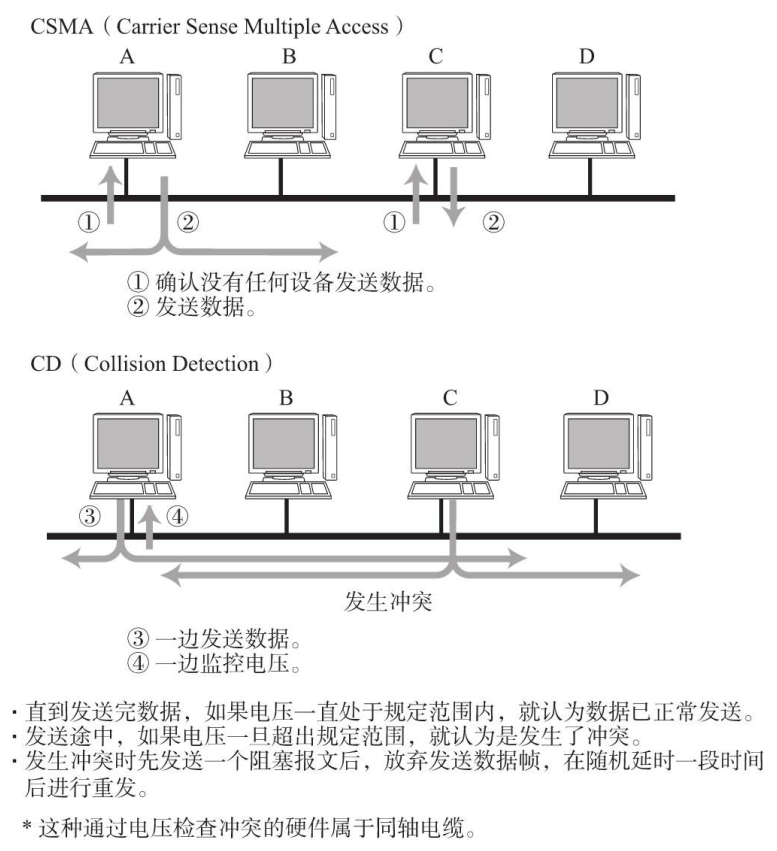 CSMA（Carrier Sense Multiple Access）
A B C D
① ② ① ②
① 确认没有任何设备发送数据。
② 发送数据。
CD（Collision Detection）
A B C D
③ ④
发生冲突
③ 一边发送数据。
④ 一边监控电压。
·直到发送完数据，如果电压一直处于规定范围内，就认为数据已正常发送。
·发送途中，如果电压一旦超出规定范围，就认为是发生了冲突。
·发生冲突时先发送一个阻塞报文后，放弃发送数据帧，在随机延时一段时间
后进行重发。
* 这种通过电压检查冲突的硬件属于同轴电缆。